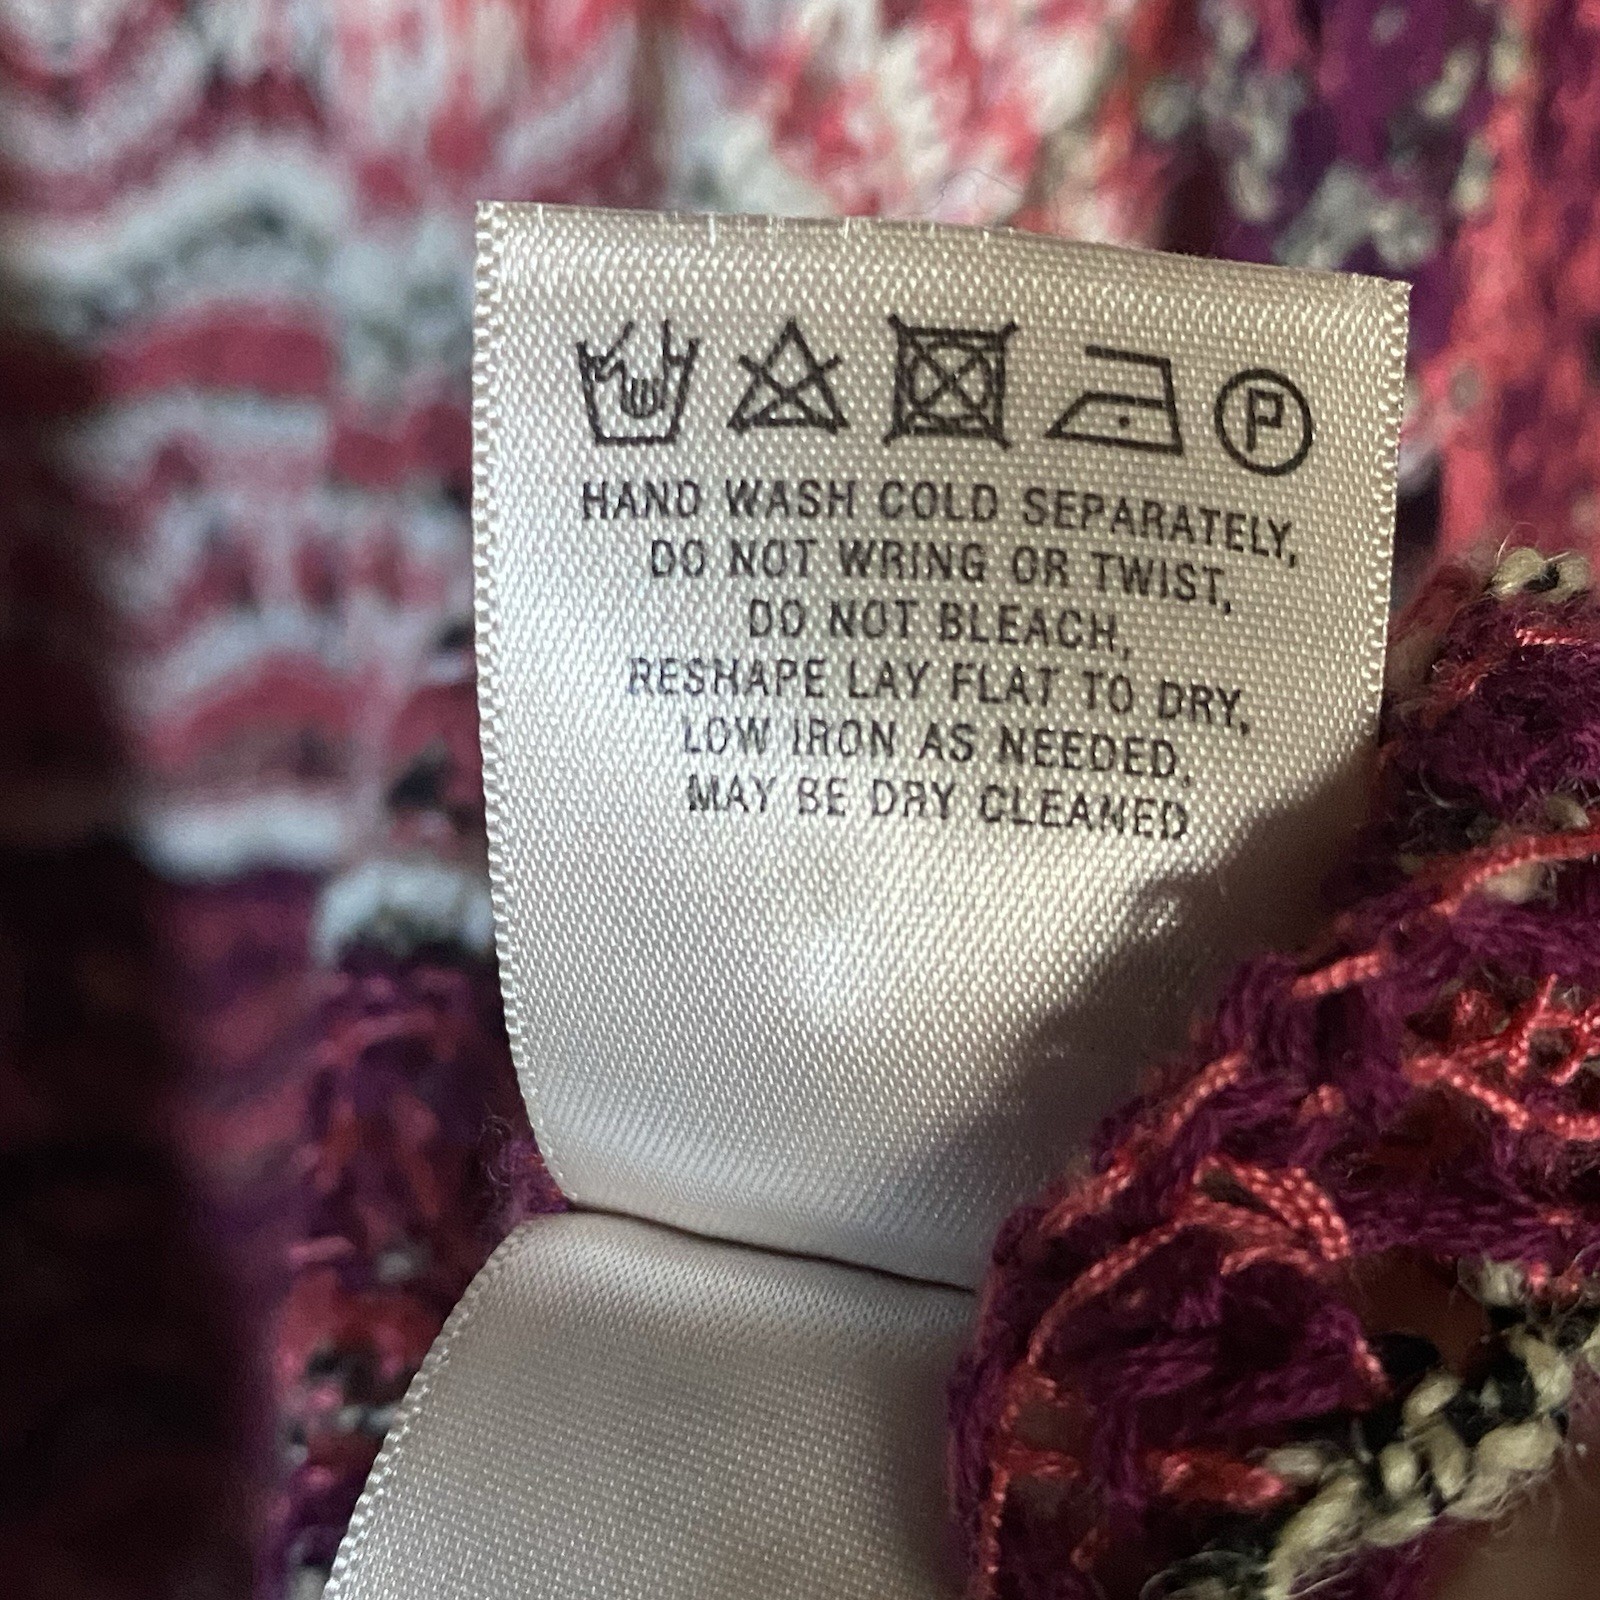 P
HAND WASH COLD SEPARATELY,
DO NOT WRING OR TWIST,
DO NOT BLEACH,
RESHAPE LAY FLAT TO DRY,
LOW IRON AS NEEDED,
MAY BE DRY CLEANED